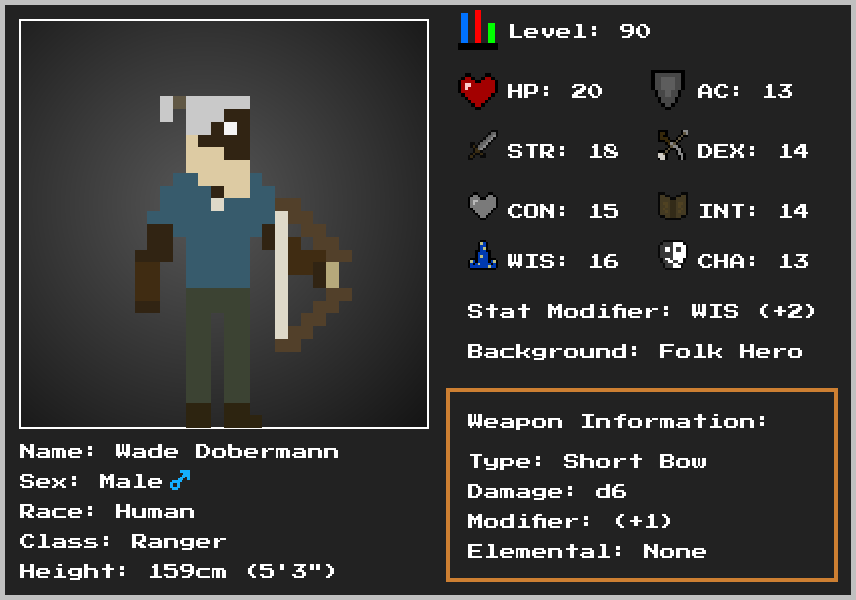 Level: 90
HP: 20 AC: 13
STR: 18 DEX: 14
CON: 15 INT: 14
WIS: 16 CHA: 13
Stat Modifier: WIS (+2)
Background: Folk Hero
Weapon Information:
Type: Short Bow
Damage: d6
Modifier: (+1)
Elemental: None
Name: Wade Dobermann
Sex: Male ♂
Race: Human
Class: Ranger
Height: 159cm (5'3")